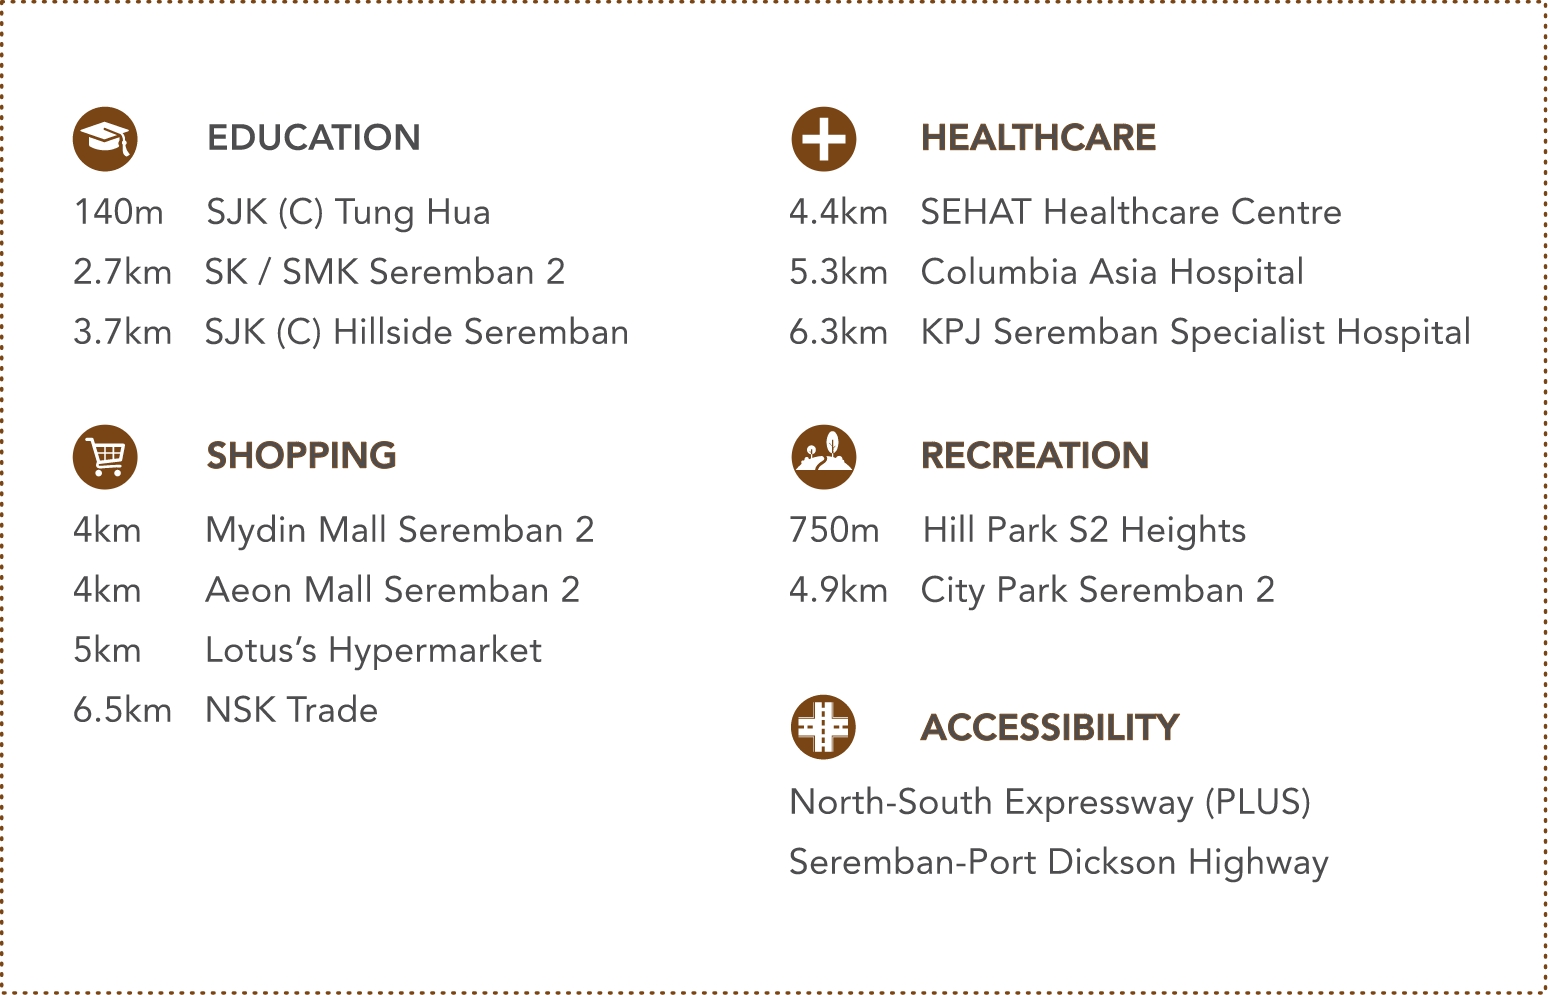 EDUCATION
140m SJK (C) Tung Hua
2.7km SK / SMK Seremban 2
3.7km SJK (C) Hillside Seremban
SHOPPING
4km Mydin Mall Seremban 2
4km Aeon Mall Seremban 2
5km Lotus’s Hypermarket
6.5km NSK Trade
HEALTHCARE
4.4km SEHAT Healthcare Centre
5.3km Columbia Asia Hospital
6.3km KPJ Seremban Specialist Hospital
RECREATION
750m Hill Park S2 Heights
4.9km City Park Seremban 2
ACCESSIBILITY
North-South Expressway (PLUS)
Seremban-Port Dickson Highway